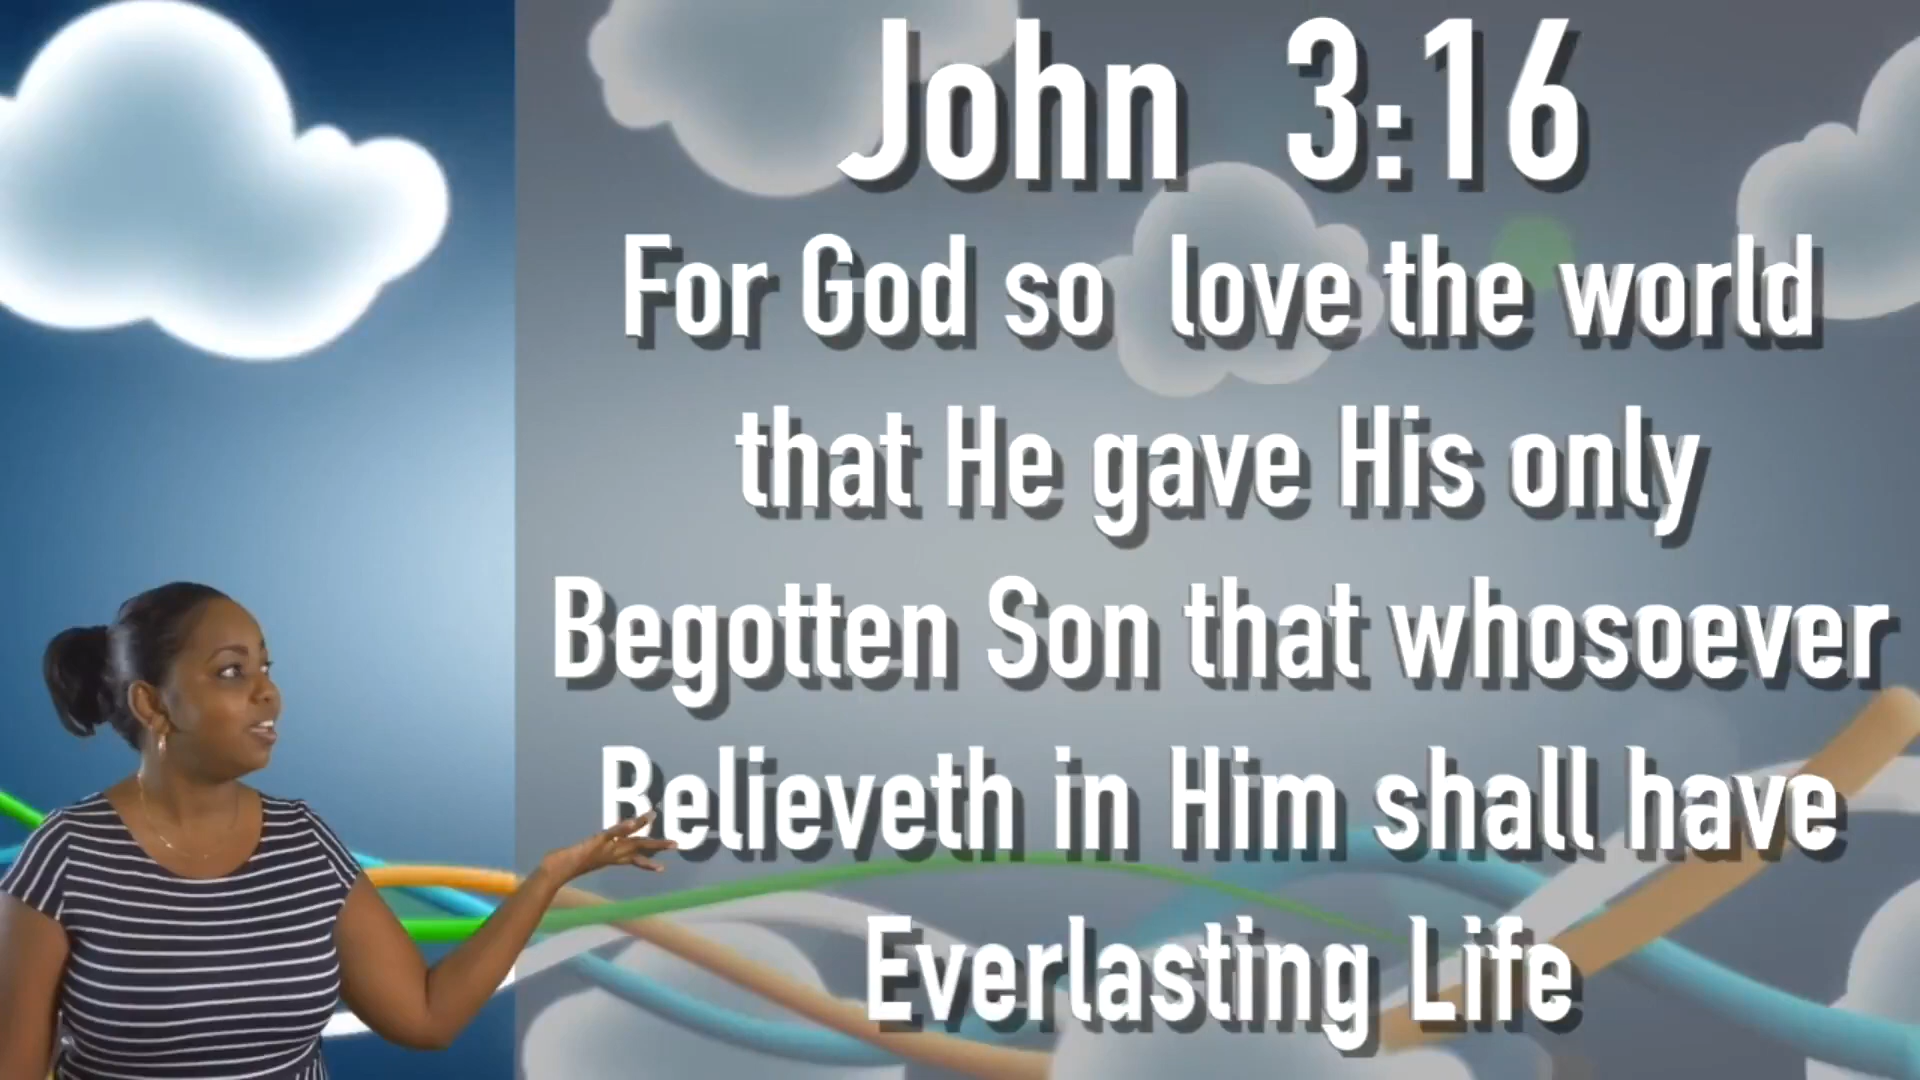 John 3:16
For God so love the world
that He gave His only
Begotten Son that whosoever
Believeth in Him shall have
Everlasting Life